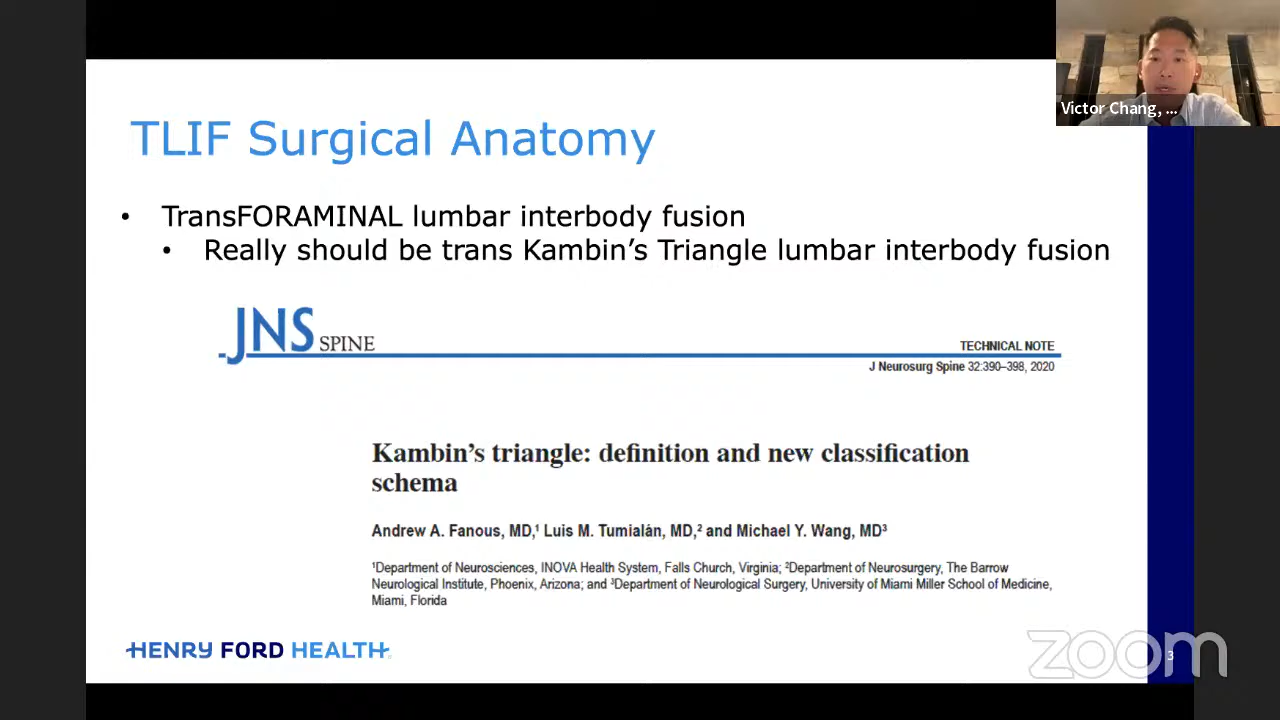 Victor Chang, ...
TLIF Surgical Anatomy
• TransFORAMINAL lumbar interbody fusion
• Really should be trans Kambin’s Triangle lumbar interbody fusion
JNS SPINE
TECHNICAL NOTE
J Neurosurg Spine 32:390–398, 2020
Kambin’s triangle: definition and new classification
schema
Andrew A. Fanous, MD,¹ Luis M. Tumialán, MD,² and Michael Y. Wang, MD³
¹Department of Neurosciences, INOVA Health System, Falls Church, Virginia; ²Department of Neurosurgery, The Barrow
Neurological Institute, Phoenix, Arizona; and ³Department of Neurological Surgery, University of Miami Miller School of Medicine,
Miami, Florida
HENRY FORD HEALTH
zoom
3